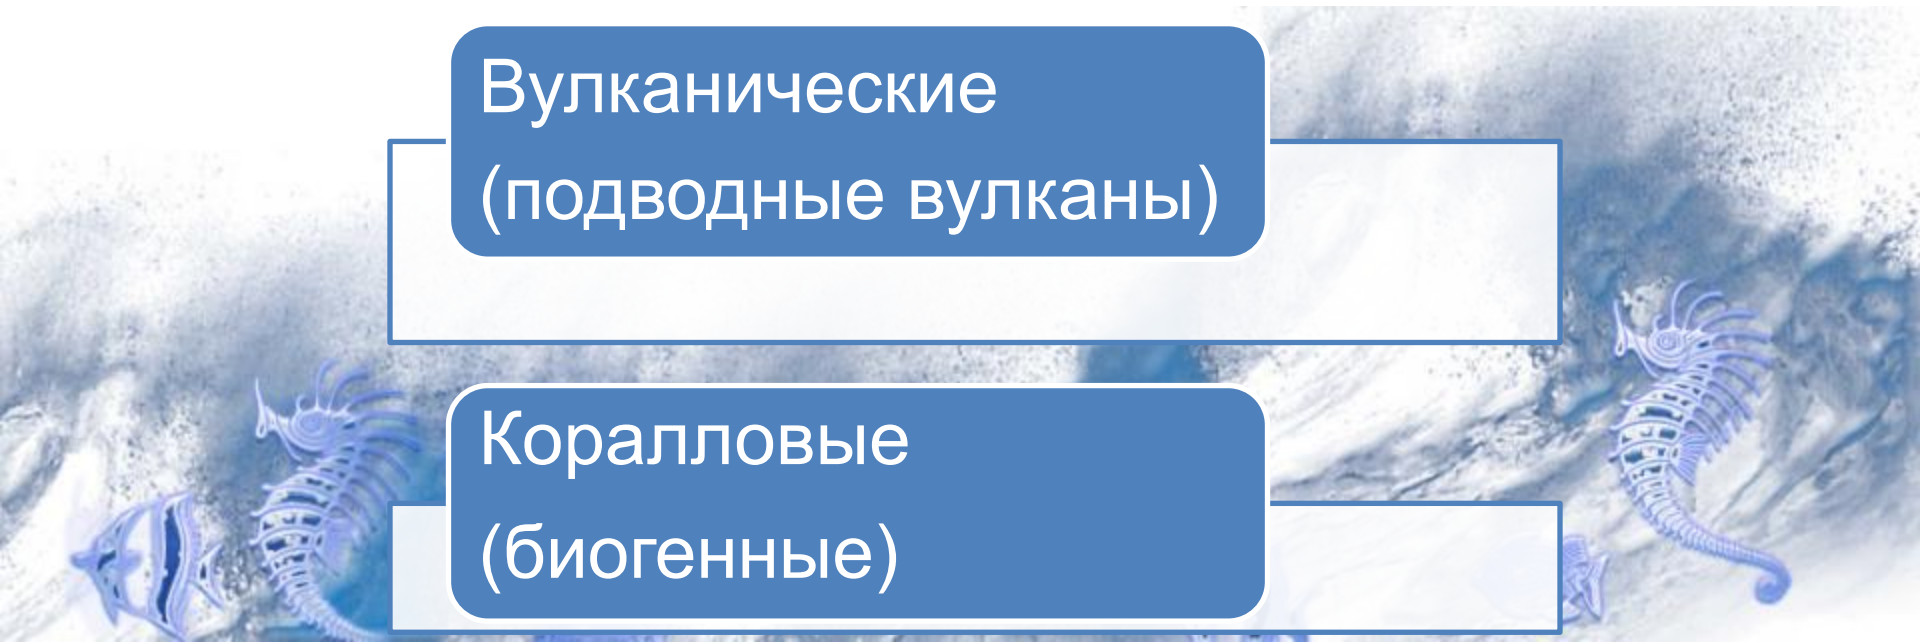 Вулканические
(подводные вулканы)
Коралловые
(биогенные)